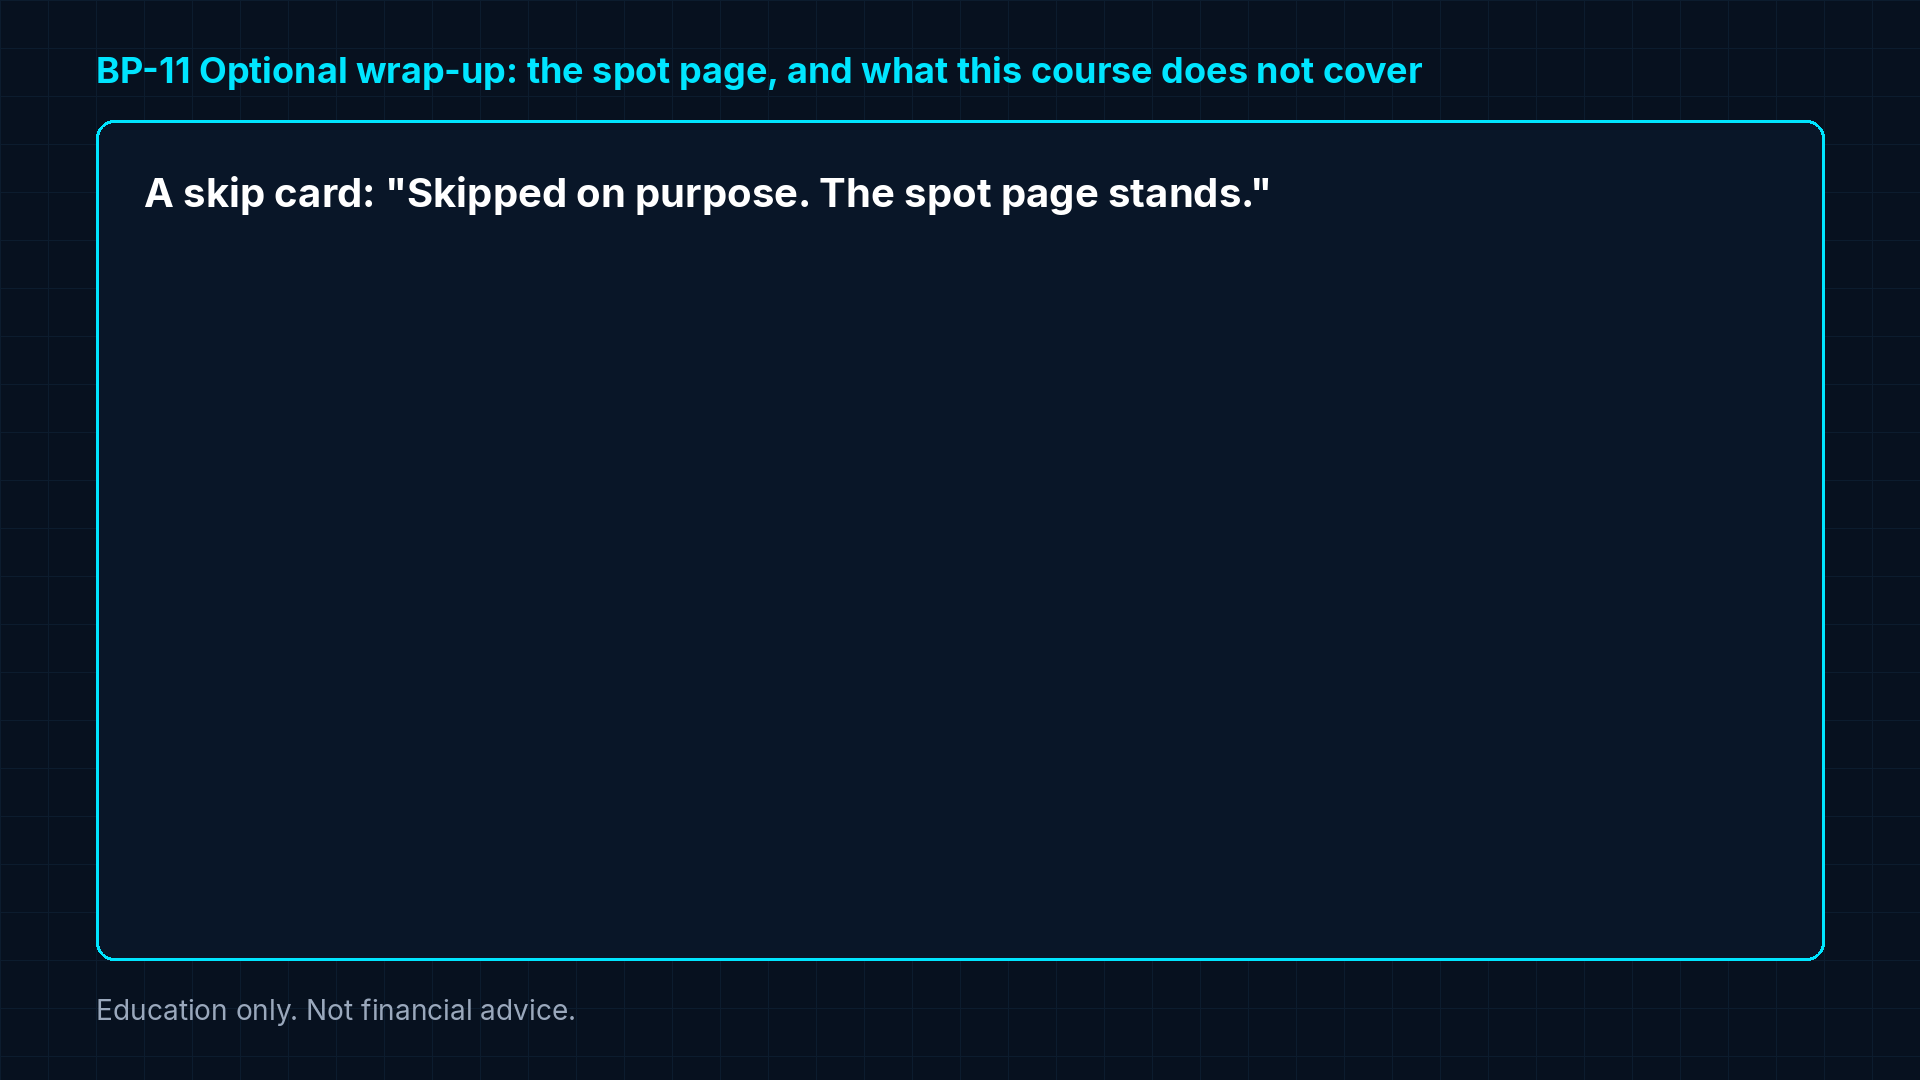 BP-11 Optional wrap-up: the spot page, and what this course does not cover
A skip card: "Skipped on purpose. The spot page stands."
Education only. Not financial advice.